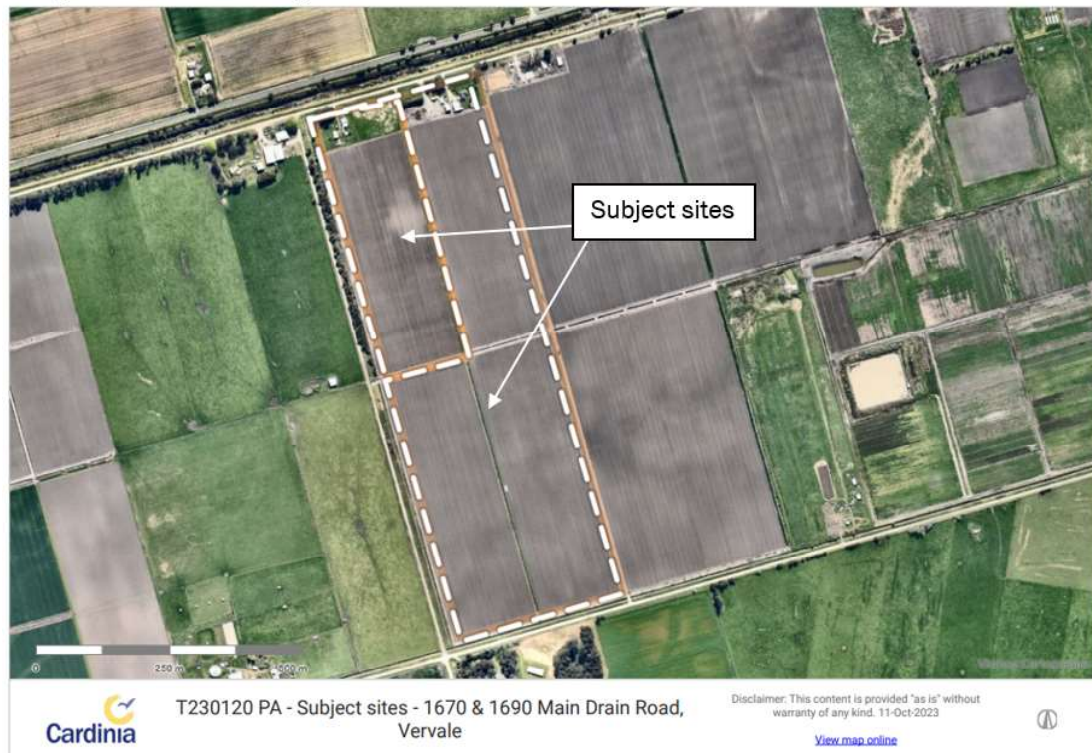 Subject sites
0
250 m
500 m
Cardinia
T230120 PA - Subject sites - 1670 & 1690 Main Drain Road,
Vervale
Disclaimer: This content is provided "as is" without
warranty of any kind. 11-Oct-2023
View map online